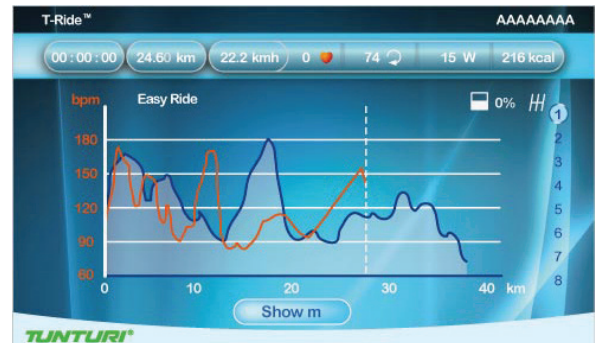 T-Ride™ AAAAAAAA
00:00:00 24.60 km 22.2 kmh 0 74 15 W 216 kcal
bpm Easy Ride 0% 1
180 2
150 3
4
120 5
90 6
7
60 8
0 10 20 30 40 km
Show m
TUNTURI®